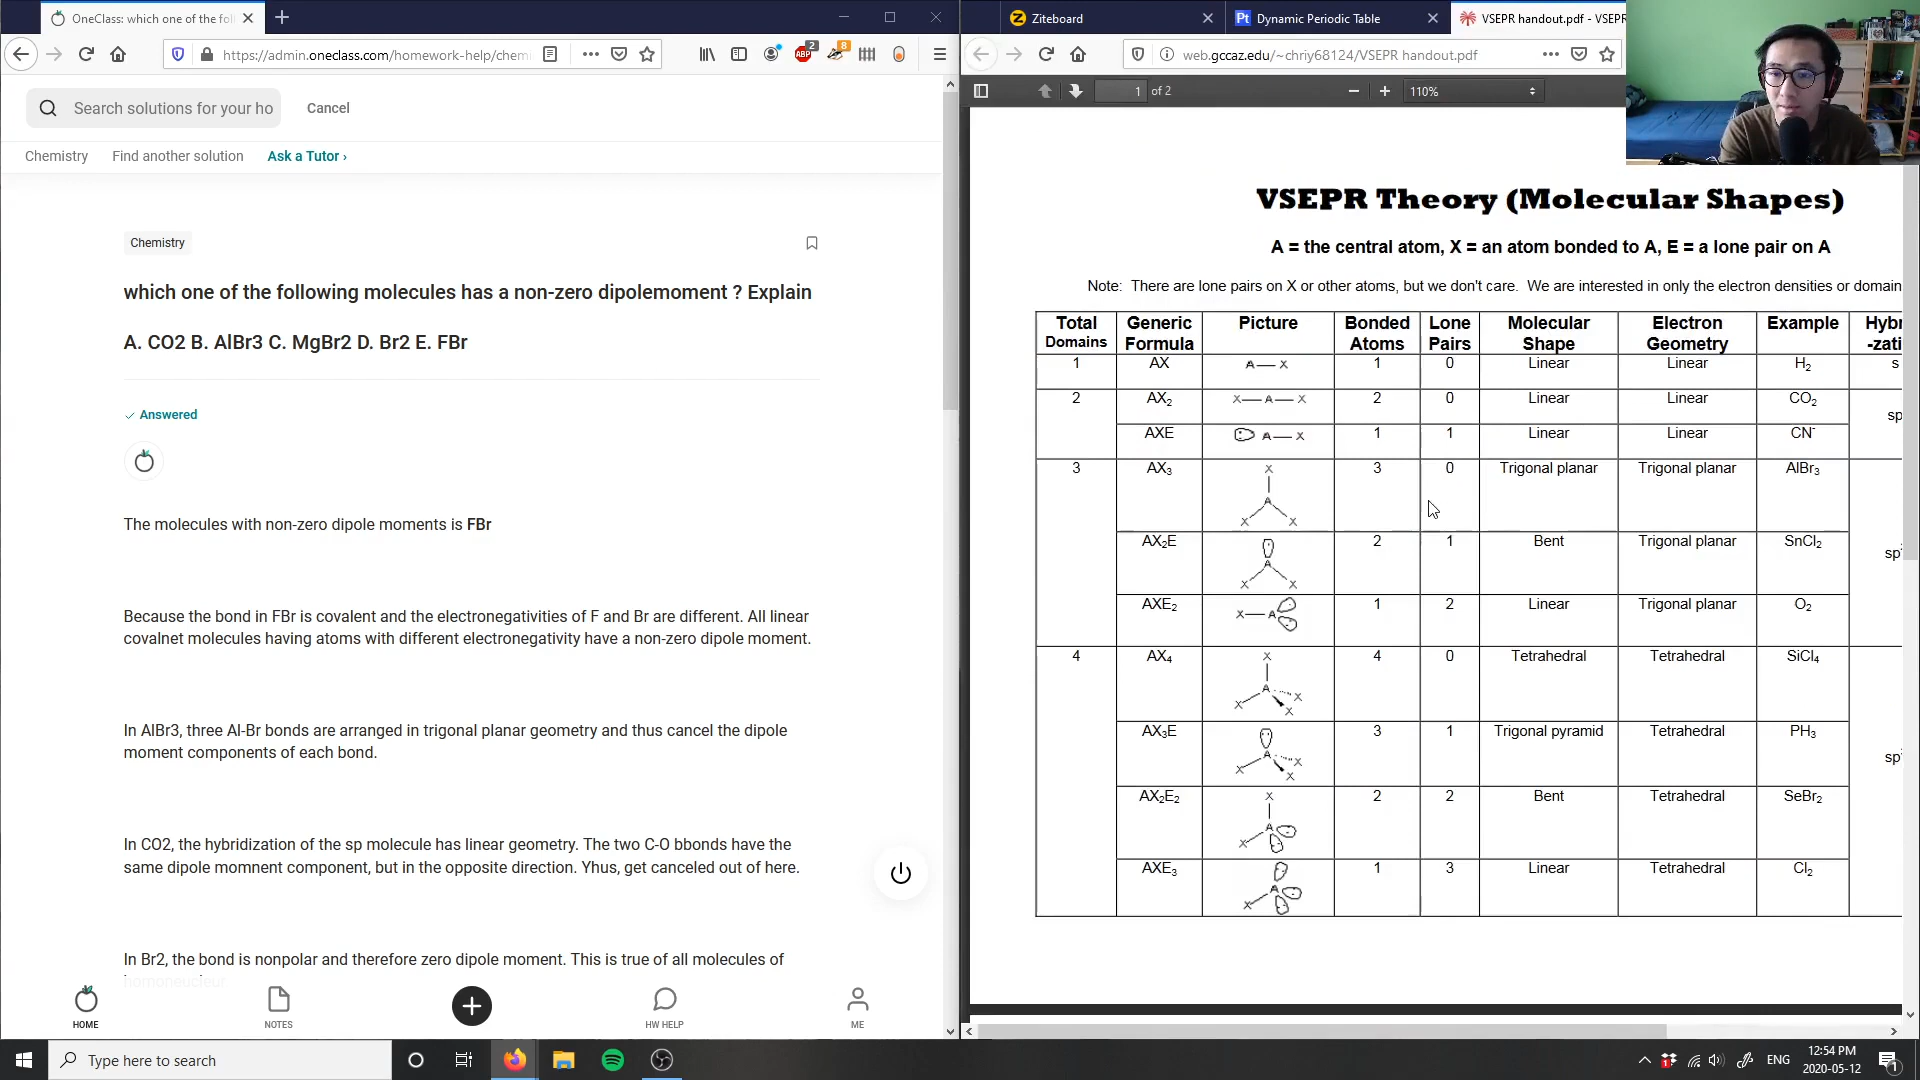 OneClass: which one of the foll
https://admin.oneclass.com/homework-help/chemi
2
8
Search solutions for your ho
Cancel
Chemistry
Find another solution
Ask a Tutor ›
Chemistry
which one of the following molecules has a non-zero dipolemoment ? Explain
A. CO2 B. AlBr3 C. MgBr2 D. Br2 E. FBr
Answered
The molecules with non-zero dipole moments is FBr
Because the bond in FBr is covalent and the electronegativities of F and Br are different. All linear
covalnet molecules having atoms with different electronegativity have a non-zero dipole moment.
In AlBr3, three Al-Br bonds are arranged in trigonal planar geometry and thus cancel the dipole
moment components of each bond.
In CO2, the hybridization of the sp molecule has linear geometry. The two C-O bbonds have the
same dipole momnent component, but in the opposite direction. Yhus, get canceled out of here.
In Br2, the bond is nonpolar and therefore zero dipole moment. This is true of all molecules of
HOME
NOTES
HW HELP
ME
Ziteboard
Pt Dynamic Periodic Table
VSEPR handout.pdf - VSEPR
web.gccaz.edu/~chriy68124/VSEPR handout.pdf
1 of 2
110%
VSEPR Theory (Molecular Shapes)
A = the central atom, X = an atom bonded to A, E = a lone pair on A
Note: There are lone pairs on X or other atoms, but we don't care. We are interested in only the electron densities or domain
Total Domains Generic Formula Picture Bonded Atoms Lone Pairs Molecular Shape Electron Geometry Example Hybr -zati
1 AX A—X 1 0 Linear Linear H₂ s
2 AX₂ X—A—X 2 0 Linear Linear CO₂ sp
AXE A—X 1 1 Linear Linear CN⁻
3 AX₃ X A X X 3 0 Trigonal planar Trigonal planar AlBr₃
AX₂E A X X 2 1 Bent Trigonal planar SnCl₂ sp
AXE₂ X—A 1 2 Linear Trigonal planar O₂
4 AX₄ X A X X X 4 0 Tetrahedral Tetrahedral SiCl₄
AX₃E A X X X 3 1 Trigonal pyramid Tetrahedral PH₃ sp
AX₂E₂ X A X 2 2 Bent Tetrahedral SeBr₂
AXE₃ A X 1 3 Linear Tetrahedral Cl₂
Type here to search
ENG
12:54 PM
2020-05-12
1